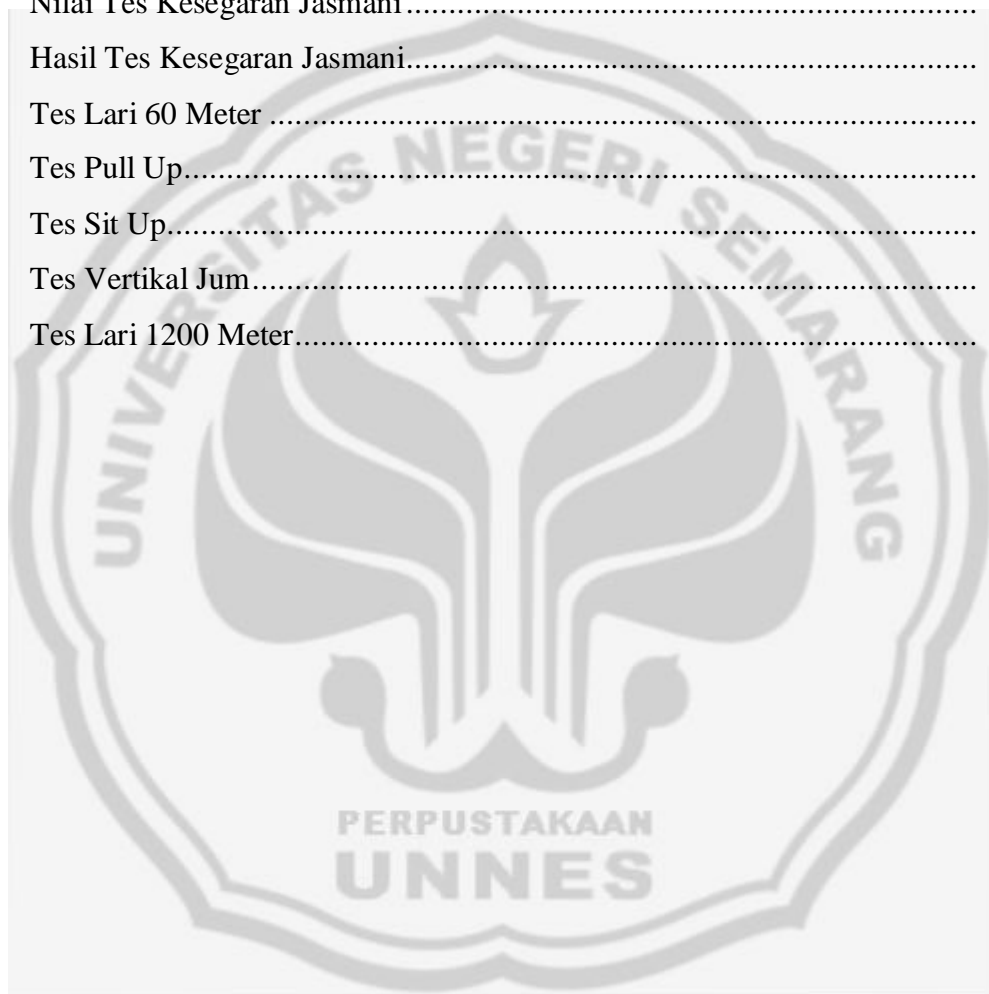 Nilai Tes Kesegaran Jasmani......................................................................
Hasil Tes Kesegaran Jasmani......................................................................
Tes Lari 60 Meter ......................................................................................
Tes Pull Up................................................................................................
Tes Sit Up..................................................................................................
Tes Vertikal Jum........................................................................................
Tes Lari 1200 Meter...................................................................................
UNIVERSITAS NEGERI SEMARANG
PERPUSTAKAAN
UNNES